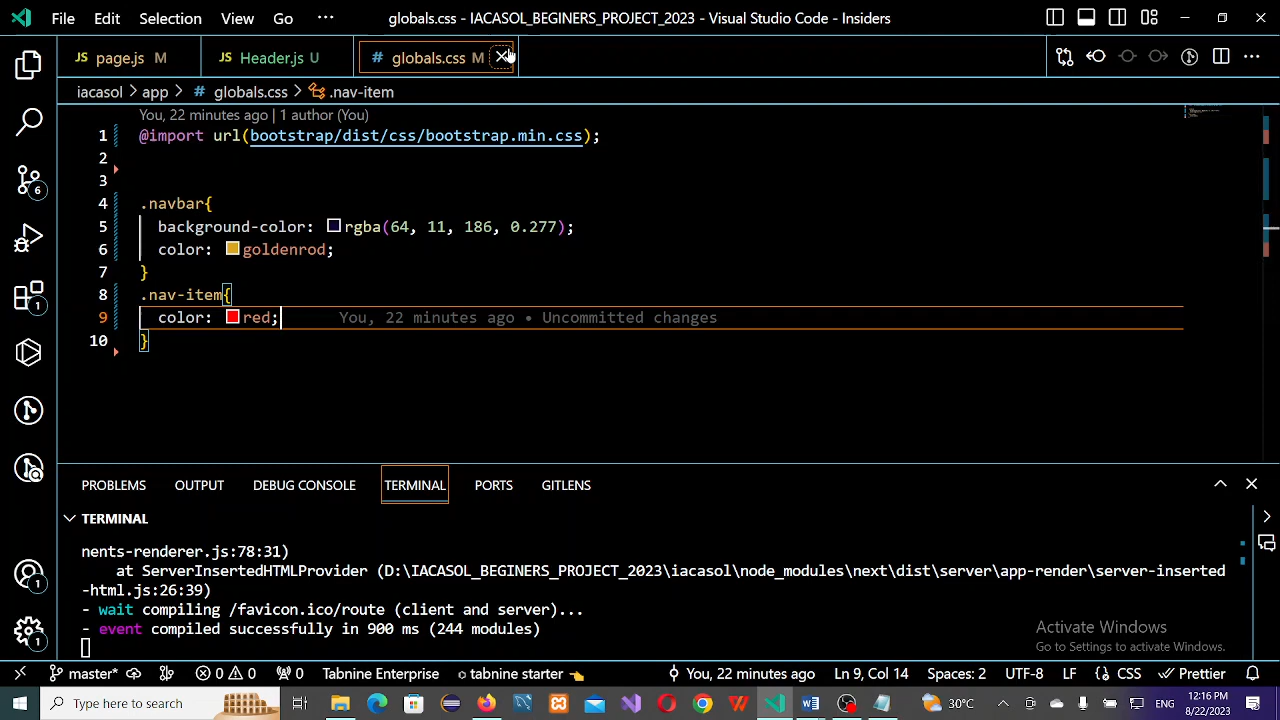 File Edit Selection View Go ··· globals.css - IACASOL_BEGINERS_PROJECT_2023 - Visual Studio Code - Insiders
JS page.js M JS Header.js U # globals.css M
iacasol > app > # globals.css > .nav-item
You, 22 minutes ago | 1 author (You)
1 @import url(bootstrap/dist/css/bootstrap.min.css);
2
3
4 .navbar{
5 background-color: rgba(64, 11, 186, 0.277);
6 color: goldenrod;
7 }
8 .nav-item{
9 color: red; You, 22 minutes ago • Uncommitted changes
10 }
6
1
1
1
PROBLEMS OUTPUT DEBUG CONSOLE TERMINAL PORTS GITLENS
TERMINAL
nents-renderer.js:78:31)
at ServerInsertedHTMLProvider (D:\IACASOL_BEGINERS_PROJECT_2023\iacasol\node_modules\next\dist\server\app-render\server-inserted
-html.js:26:39)
- wait compiling /favicon.ico/route (client and server)...
- event compiled successfully in 900 ms (244 modules)
Activate Windows
Go to Settings to activate Windows.
master* 0 0 0 Tabnine Enterprise tabnine starter You, 22 minutes ago Ln 9, Col 14 Spaces: 2 UTF-8 LF {} CSS Prettier
Type here to search 30°C ENG 12:16 PM
8/22/2023